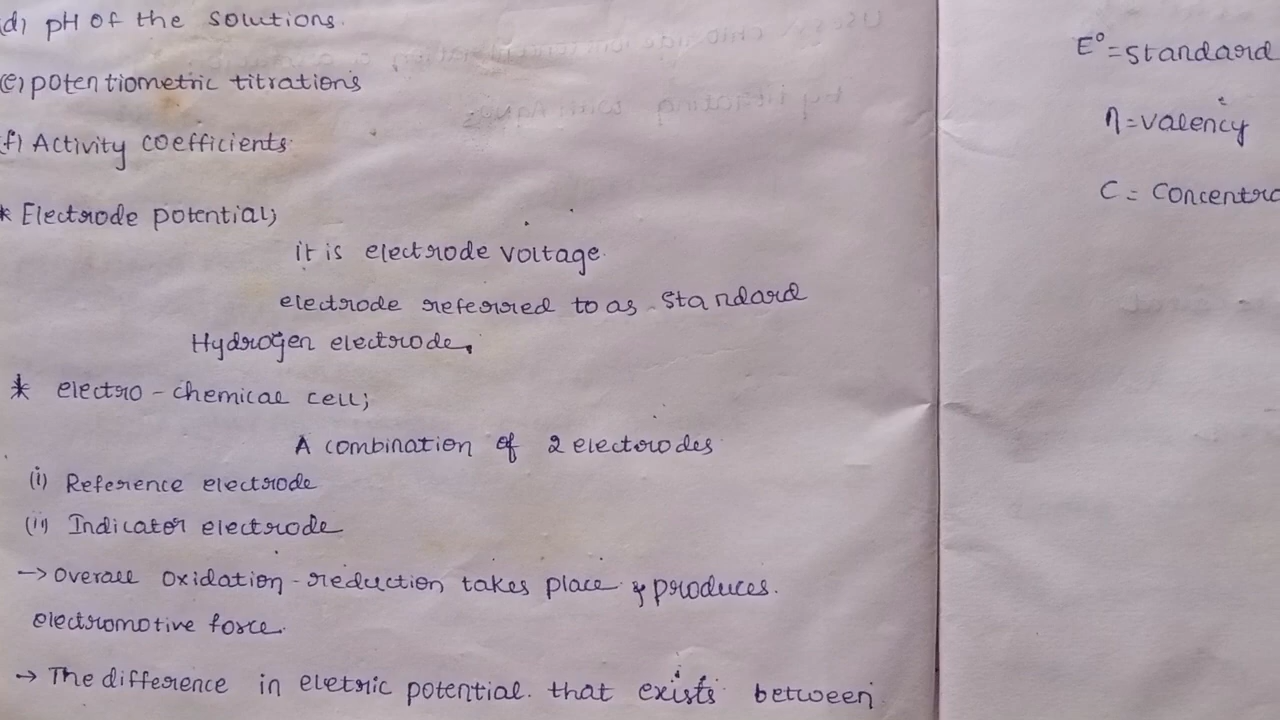 (d) pH of the solutions.
(e) potentiometric titrations
(f) Activity coefficients
* Electrode potential;
it is electrode voltage.
electrode referred to as standard
Hydrogen electrode.
* electro-chemical cell;
A combination of 2 electrodes
(i) Reference electrode
(ii) Indicator electrode
→ Overall oxidation-reduction takes place & produces.
electromotive force.
→ The difference in eletric potential. that exists between
E° = standard
n = valency
C = Concentra